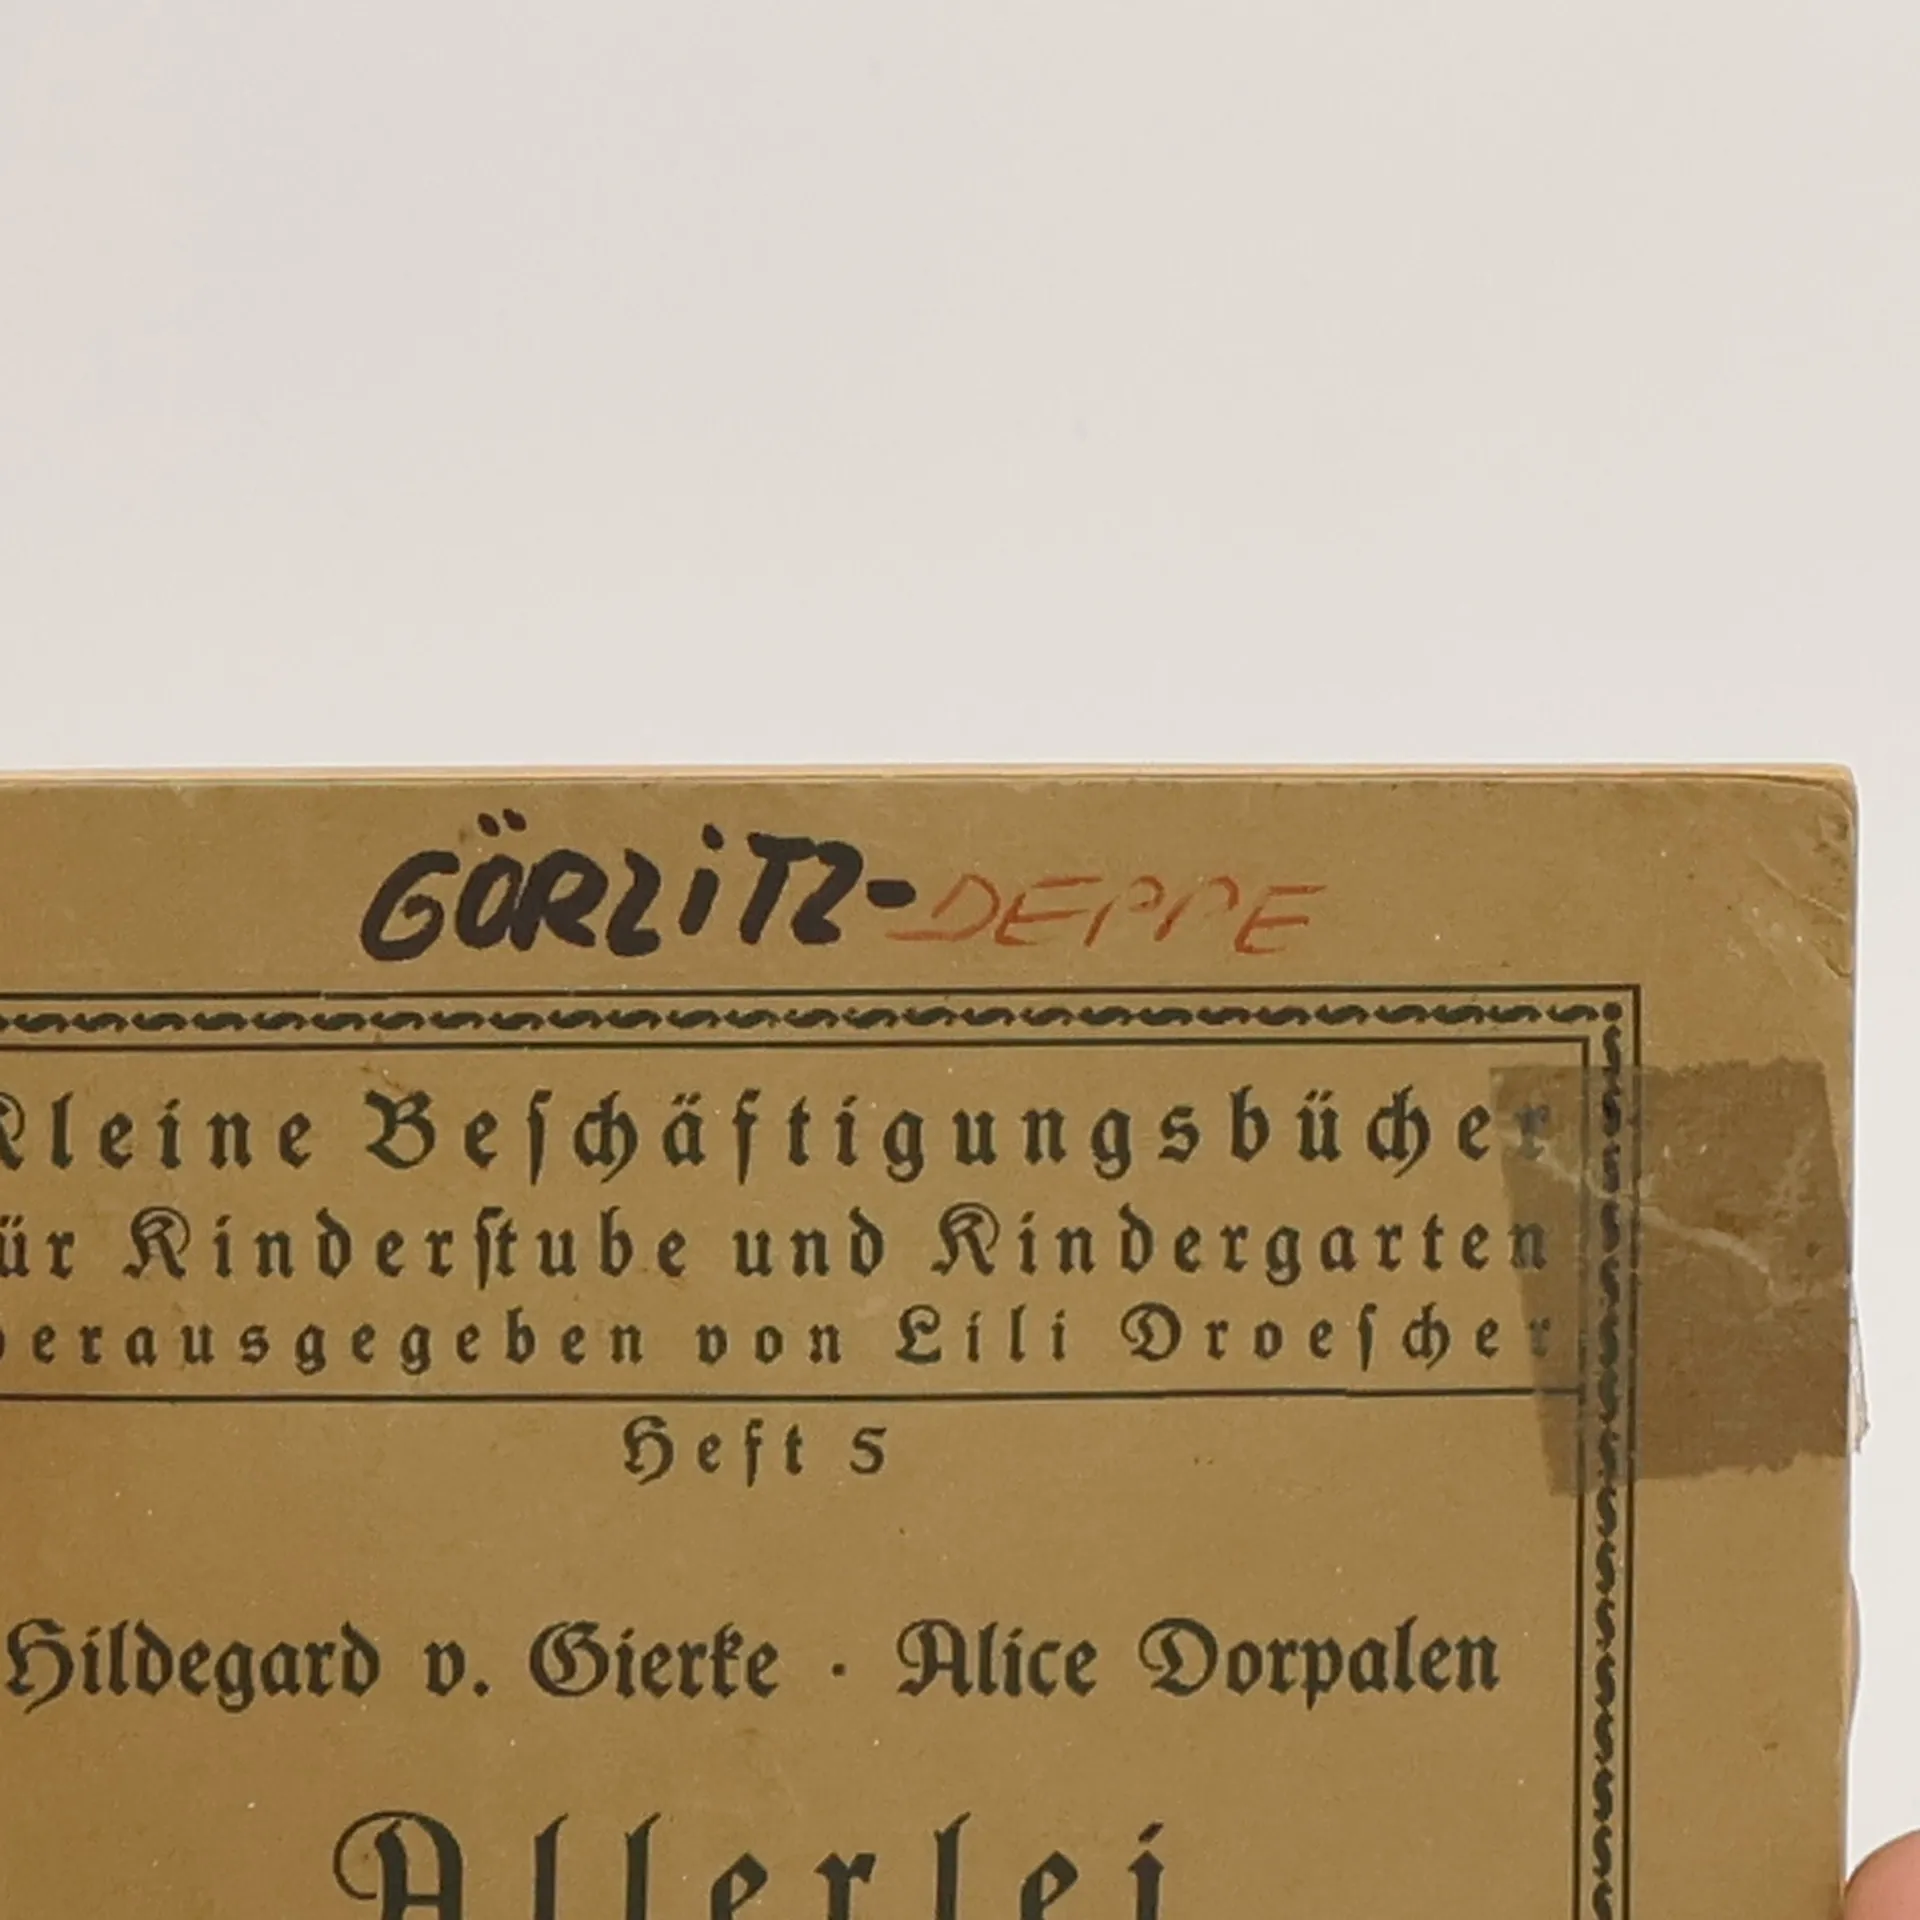 GÖRLiTZ-DEPPE
Kleine Beſchäftigungsbücher
für Kinderſtube und Kindergarten
herausgegeben von Lili Droeſcher
Heft 5
Hildegard v. Gierke · Alice Dorpalen
Allerlei